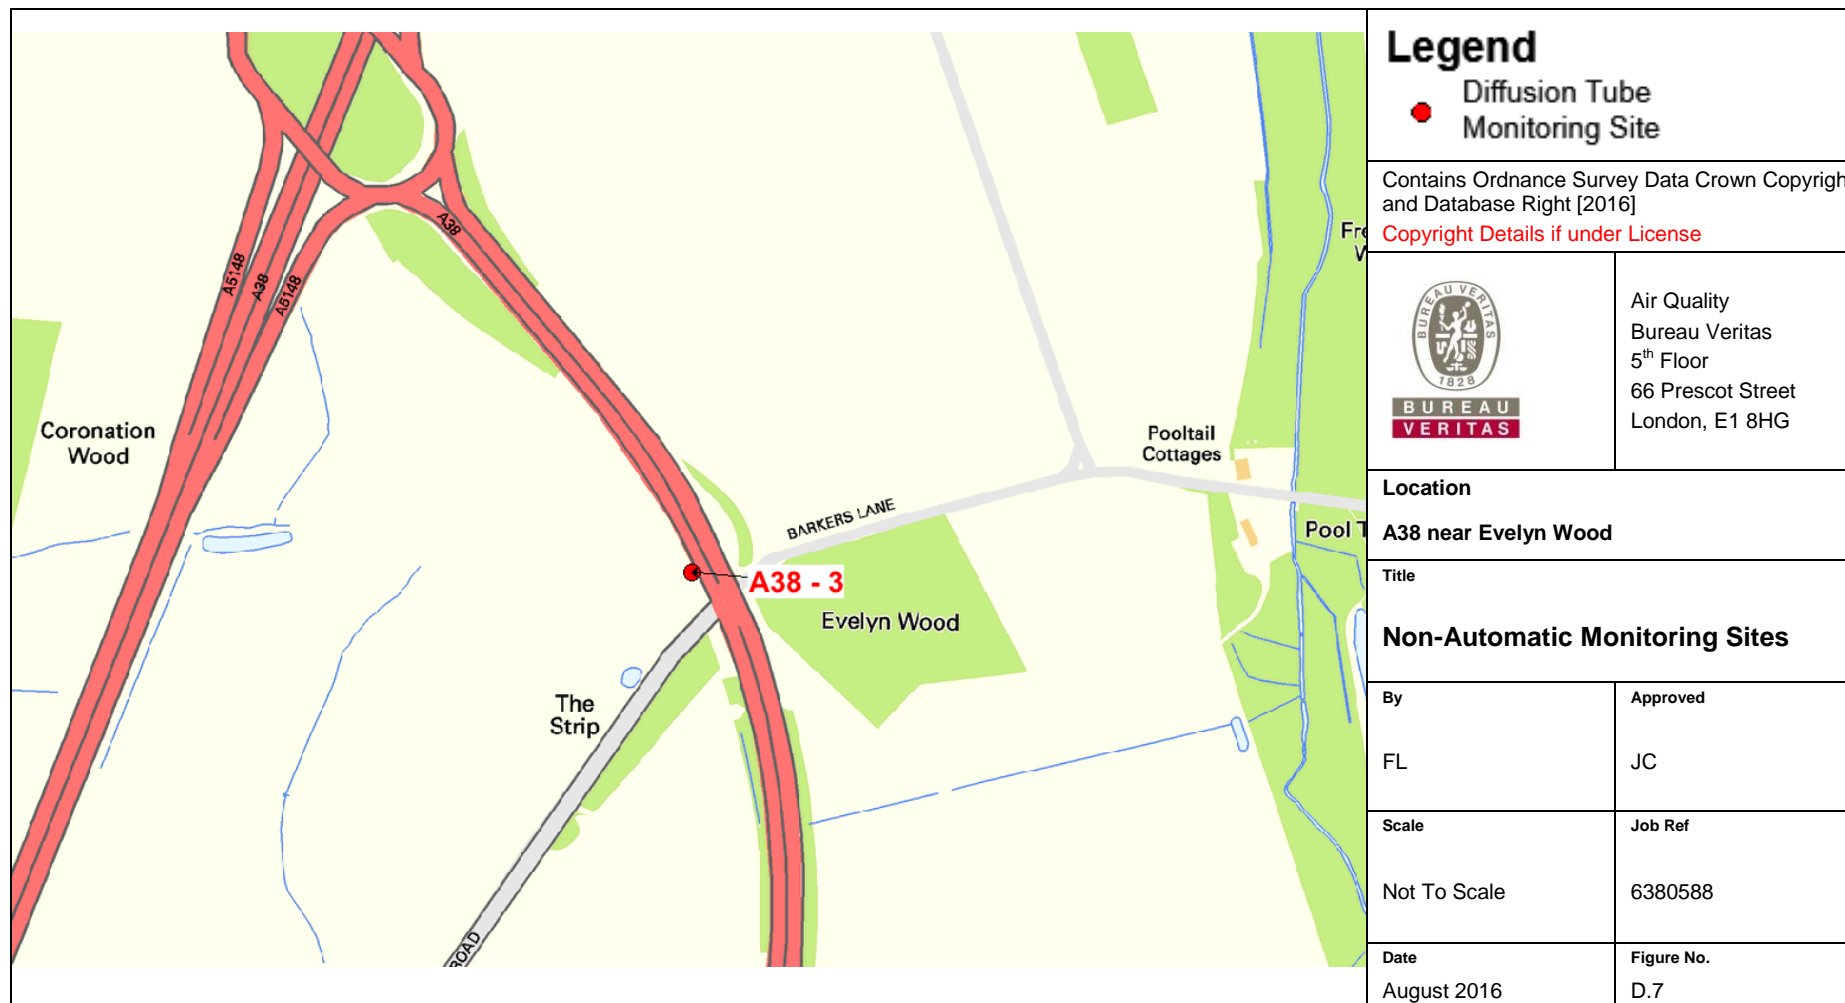 A38
A5148
A38
A5148
Coronation
Wood
Pooltail
Cottages
BARKERS LANE
A38 - 3
Evelyn Wood
The
Strip
ROAD
Fre
W
Pool T
Legend
Diffusion Tube
Monitoring Site
Contains Ordnance Survey Data Crown Copyrigh
and Database Right [2016]
Copyright Details if under License
BUREAU VERITAS
1828
BUREAU
VERITAS
Air Quality
Bureau Veritas
5th Floor
66 Prescot Street
London, E1 8HG
Location
A38 near Evelyn Wood
Title
Non-Automatic Monitoring Sites
By
Approved
FL
JC
Scale
Job Ref
Not To Scale
6380588
Date
Figure No.
August 2016
D.7